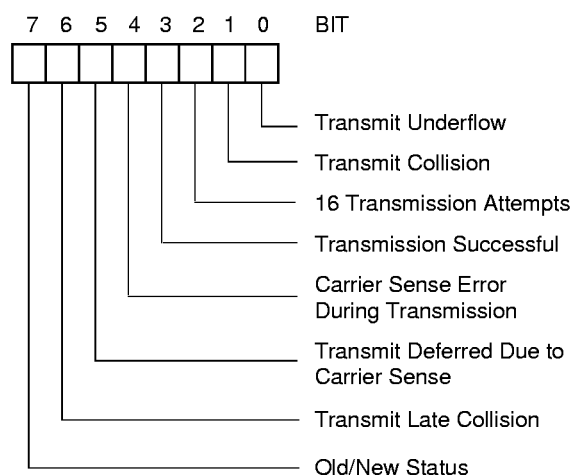 7 6 5 4 3 2 1 0 BIT
Transmit Underflow
Transmit Collision
16 Transmission Attempts
Transmission Successful
Carrier Sense Error
During Transmission
Transmit Deferred Due to
Carrier Sense
Transmit Late Collision
Old/New Status